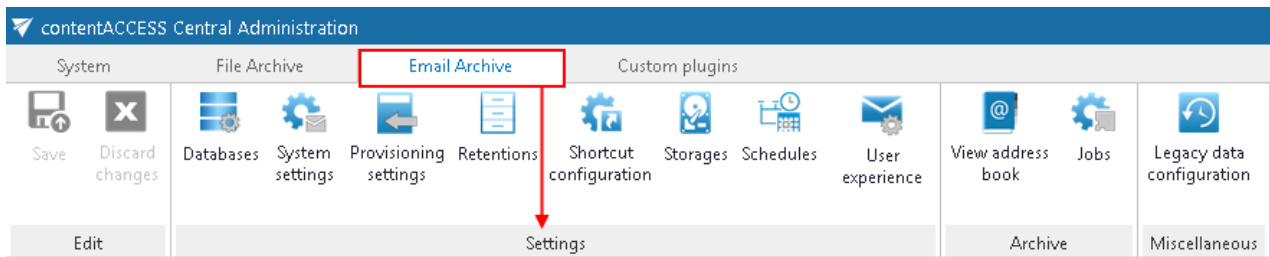 contentACCESS Central Administration
System File Archive Email Archive Custom plugins
Save Discard changes Databases System settings Provisioning settings Retentions Shortcut configuration Storages Schedules User experience View address book Jobs Legacy data configuration
Edit Settings Archive Miscellaneous